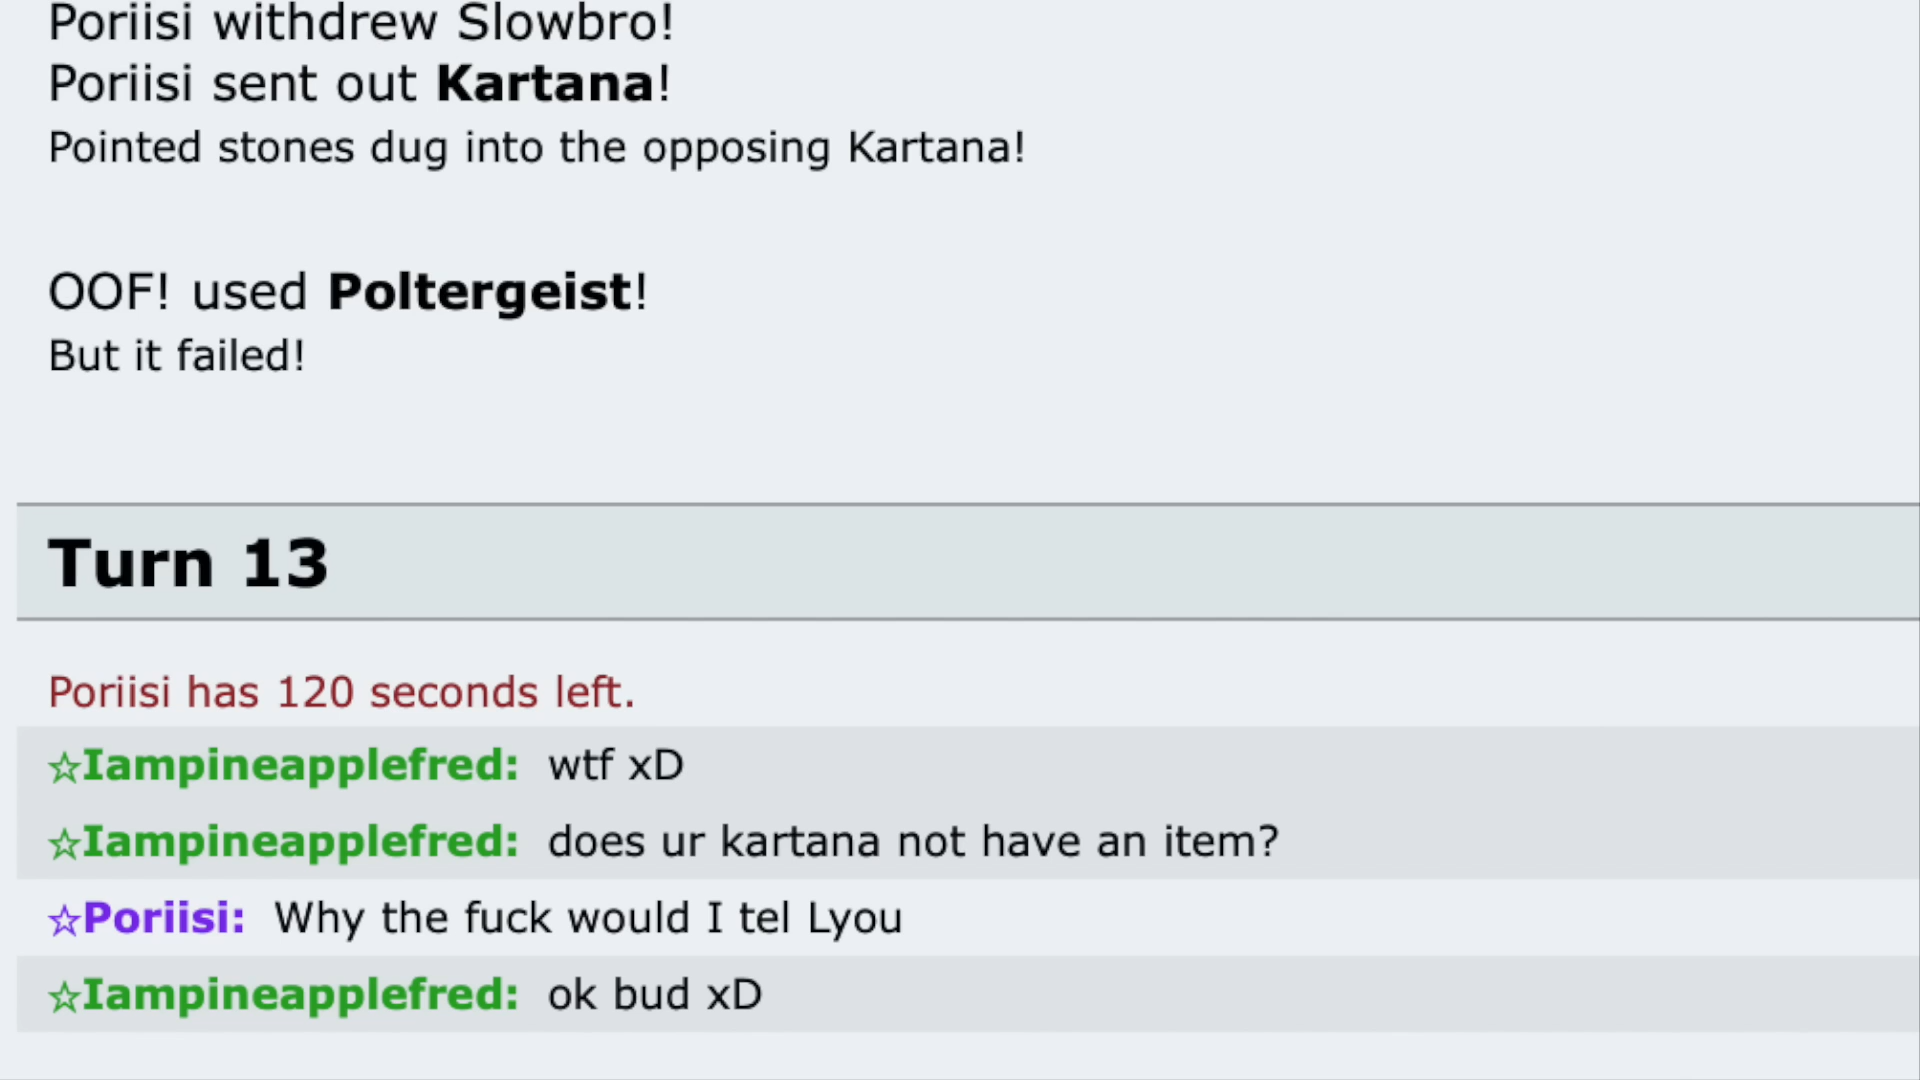 Poriisi withdrew Slowbro!
Poriisi sent out Kartana!
Pointed stones dug into the opposing Kartana!
OOF! used Poltergeist!
But it failed!
Turn 13
Poriisi has 120 seconds left.
☆Iampineapplefred: wtf xD
☆Iampineapplefred: does ur kartana not have an item?
☆Poriisi: Why the fuck would I tel Lyou
☆Iampineapplefred: ok bud xD